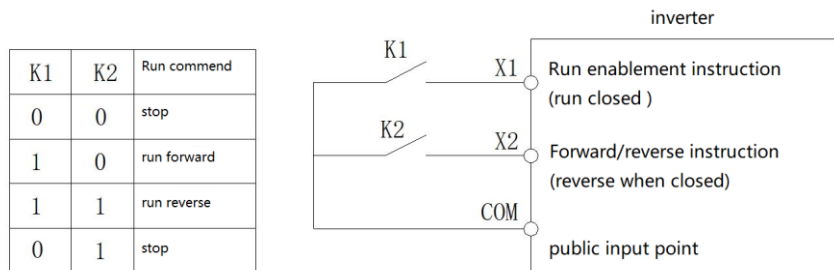 inverter
K1 K2 Run commend
0 0 stop
1 0 run forward
1 1 run reverse
0 1 stop
K1
X1
Run enablement instruction
(run closed )
K2
X2
Forward/reverse instruction
(reverse when closed)
COM
public input point